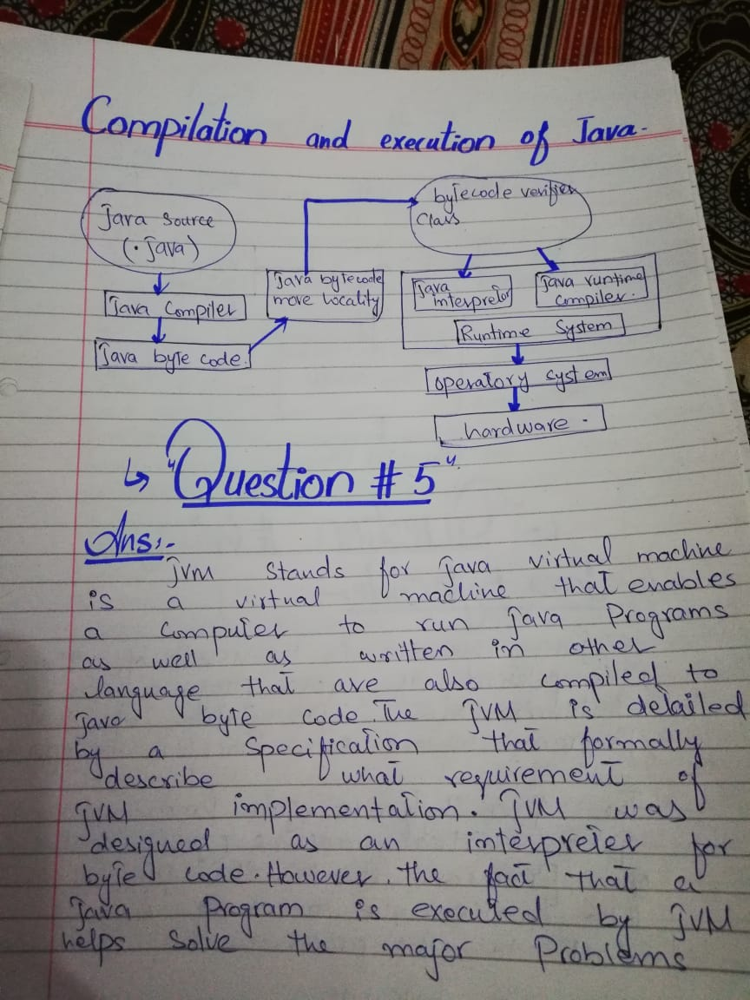 Compilation and execution of Java.
Java Source
(.java)
Java Compiler
Java byte code.
Java bytecode
move locality
bytecode verifier
Class
Java
interpretor
Java runtime
compiler.
Runtime System
operatory system
hardware.
↳ "Question # 5".
Ans:-
JVM Stands for Java virtual machine
is a virtual machine that enables
a computer to run Java Programs
as well as written in other
language that are also compiled to
Java byte code. The JVM is detailed
by a Specification that formally
describe what requirement of
JVM implementation. JVM was
designed as an interpreter for
byte code. However, the fact that a
Java Program is executed by JVM
helps Solve the major Problems